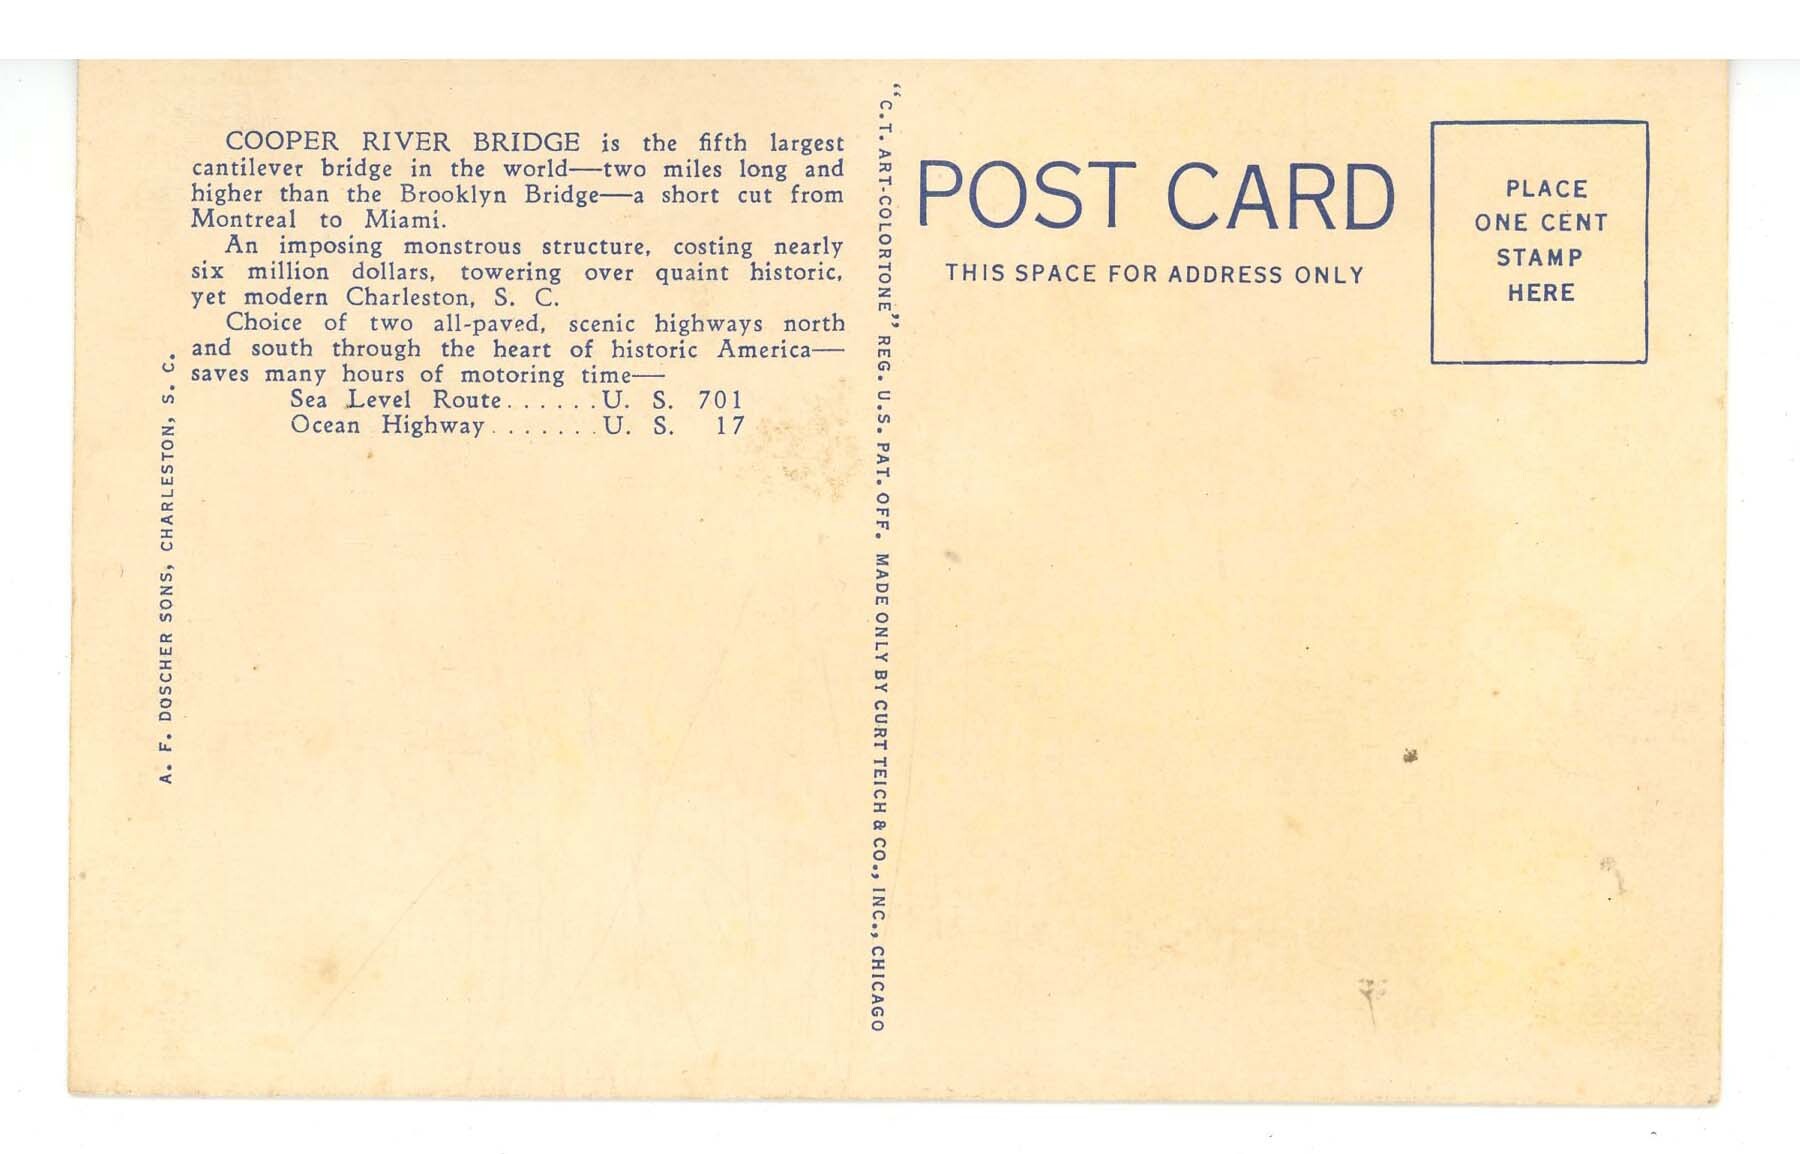 COOPER RIVER BRIDGE is the fifth largest
cantilever bridge in the world—two miles long and
higher than the Brooklyn Bridge—a short cut from
Montreal to Miami.
An imposing monstrous structure, costing nearly
six million dollars, towering over quaint historic,
yet modern Charleston, S. C.
Choice of two all-paved, scenic highways north
and south through the heart of historic America—
saves many hours of motoring time—
Sea Level Route......U. S. 701
Ocean Highway.......U. S. 17
A. F. DOSCHER SONS, CHARLESTON, S. C.
"C.T. ART-COLORTONE" REG. U.S. PAT. OFF. MADE ONLY BY CURT TEICH & CO., INC., CHICAGO
POST CARD
THIS SPACE FOR ADDRESS ONLY
PLACE
ONE CENT
STAMP
HERE